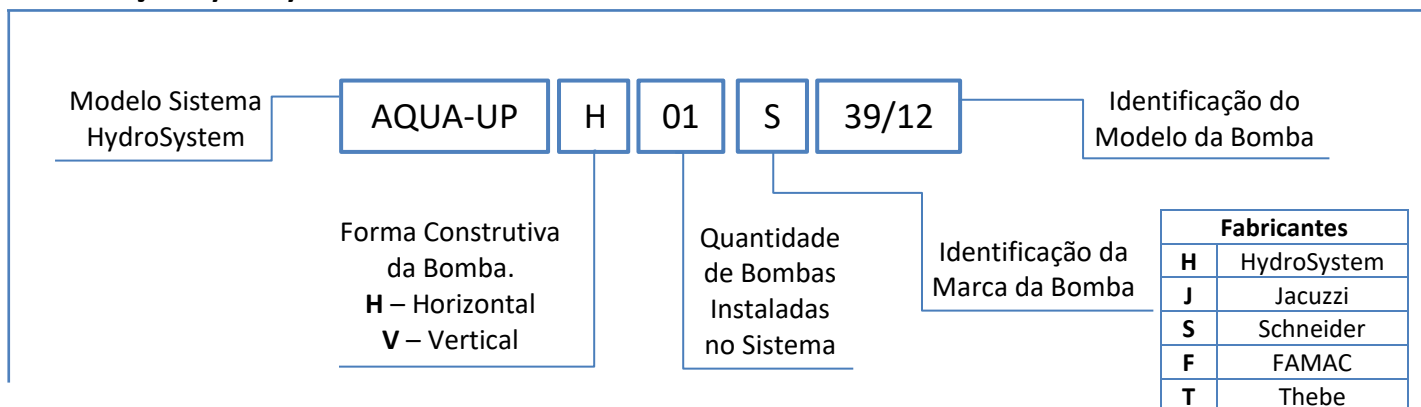 Modelo Sistema
HydroSystem
AQUA-UP
H
01
S
39/12
Identificação do
Modelo da Bomba
Forma Construtiva
da Bomba.
H – Horizontal
V – Vertical
Quantidade
de Bombas
Instaladas
no Sistema
Identificação da
Marca da Bomba
Fabricantes
H HydroSystem
J Jacuzzi
S Schneider
F FAMAC
T Thebe